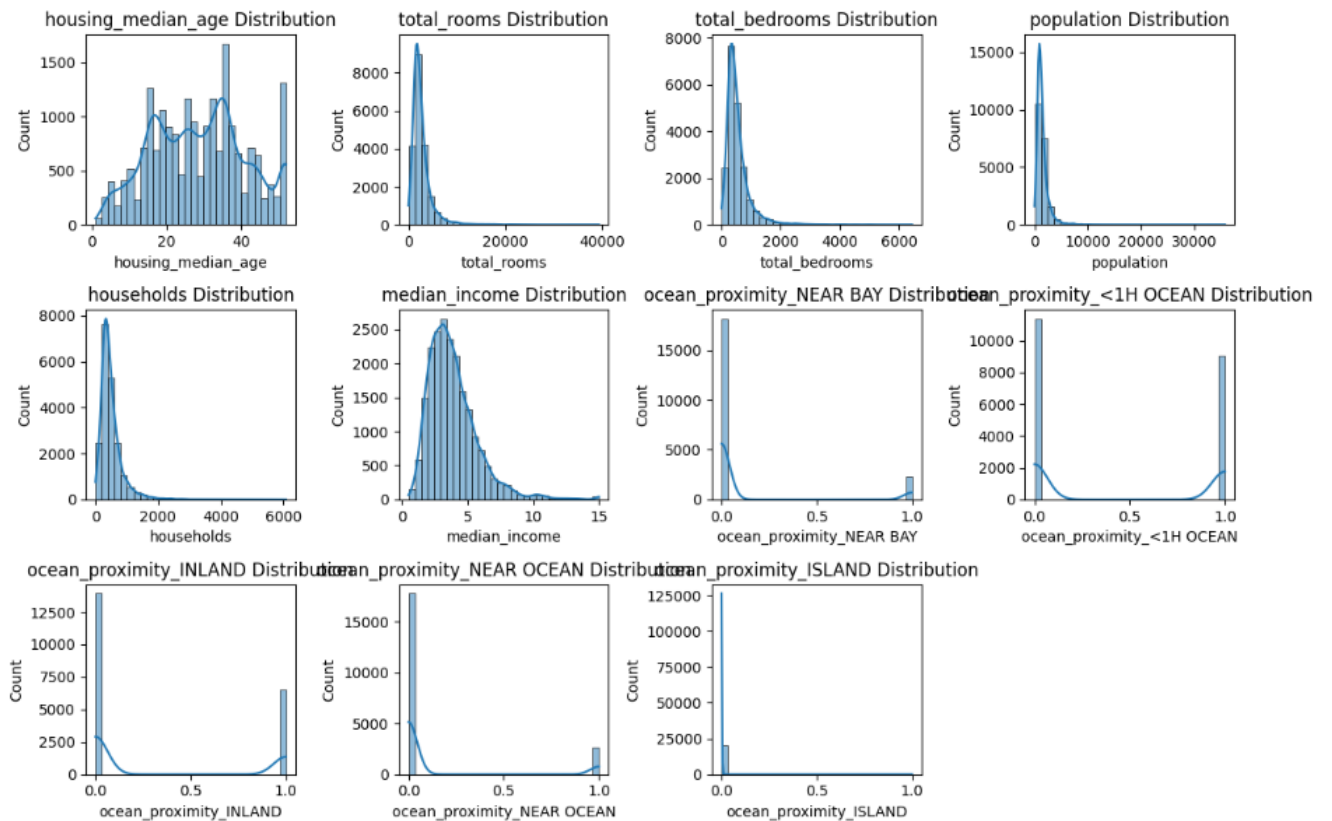 housing_median_age Distribution
total_rooms Distribution
total_bedrooms Distribution
population Distribution
1500
1000
500
0
Count
0
20
40
housing_median_age
8000
6000
4000
2000
0
Count
0
20000
40000
total_rooms
8000
6000
4000
2000
0
Count
0
2000
4000
6000
total_bedrooms
15000
12500
10000
7500
5000
2500
0
Count
0
10000
20000
30000
population
households Distribution
median_income Distribution
ocean_proximity_NEAR BAY Distribution
ocean_proximity_<1H OCEAN Distribution
8000
6000
4000
2000
0
Count
0
2000
4000
6000
households
2500
2000
1500
1000
500
0
Count
0
5
10
15
median_income
15000
10000
5000
0
Count
0.0
0.5
1.0
ocean_proximity_NEAR BAY
10000
8000
6000
4000
2000
0
Count
0.0
0.5
1.0
ocean_proximity_<1H OCEAN
ocean_proximity_INLAND Distribution
ocean_proximity_NEAR OCEAN Distribution
ocean_proximity_ISLAND Distribution
12500
10000
7500
5000
2500
0
Count
0.0
0.5
1.0
ocean_proximity_INLAND
15000
10000
5000
0
Count
0.0
0.5
1.0
ocean_proximity_NEAR OCEAN
125000
100000
75000
50000
25000
0
Count
0.0
0.5
1.0
ocean_proximity_ISLAND